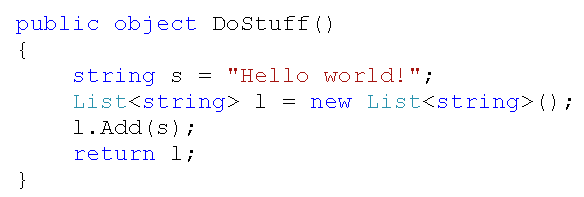 public object DoStuff()
{
    string s = "Hello world!";
    List<string> l = new List<string>();
    l.Add(s);
    return l;
}